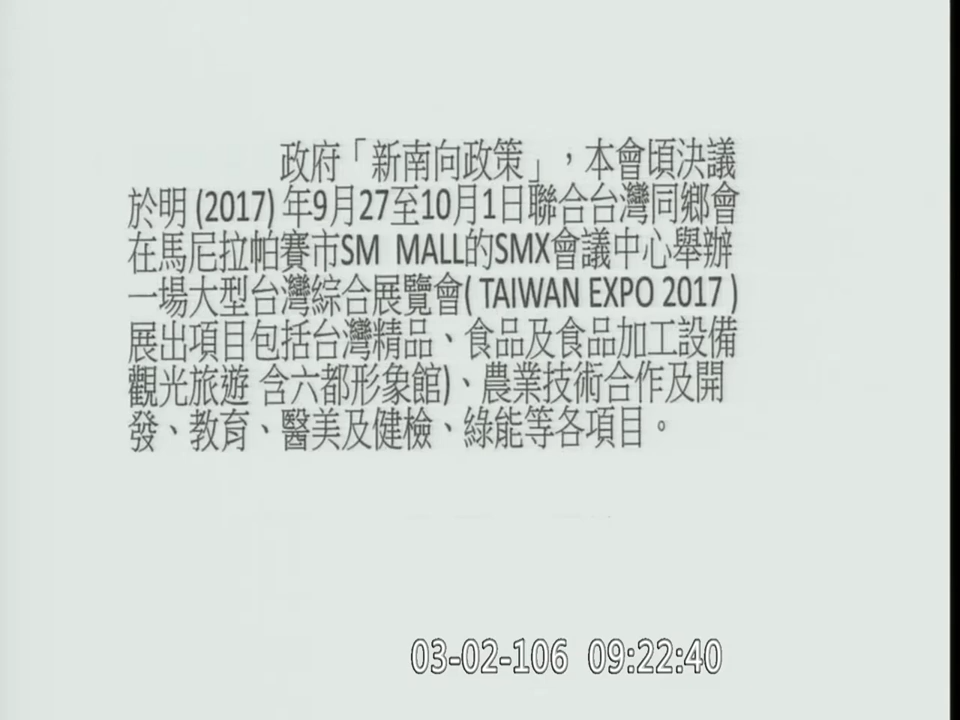 政府「新南向政策」，本會頃決議
於明 (2017) 年9月27至10月1日聯合台灣同鄉會
在馬尼拉帕賽市SM MALL的SMX會議中心舉辦
一場大型台灣綜合展覽會( TAIWAN EXPO 2017 )
展出項目包括台灣精品、食品及食品加工設備
觀光旅遊 含六都形象館)、農業技術合作及開
發、教育、醫美及健檢、綠能等各項目。
03-02-106 09:22:40